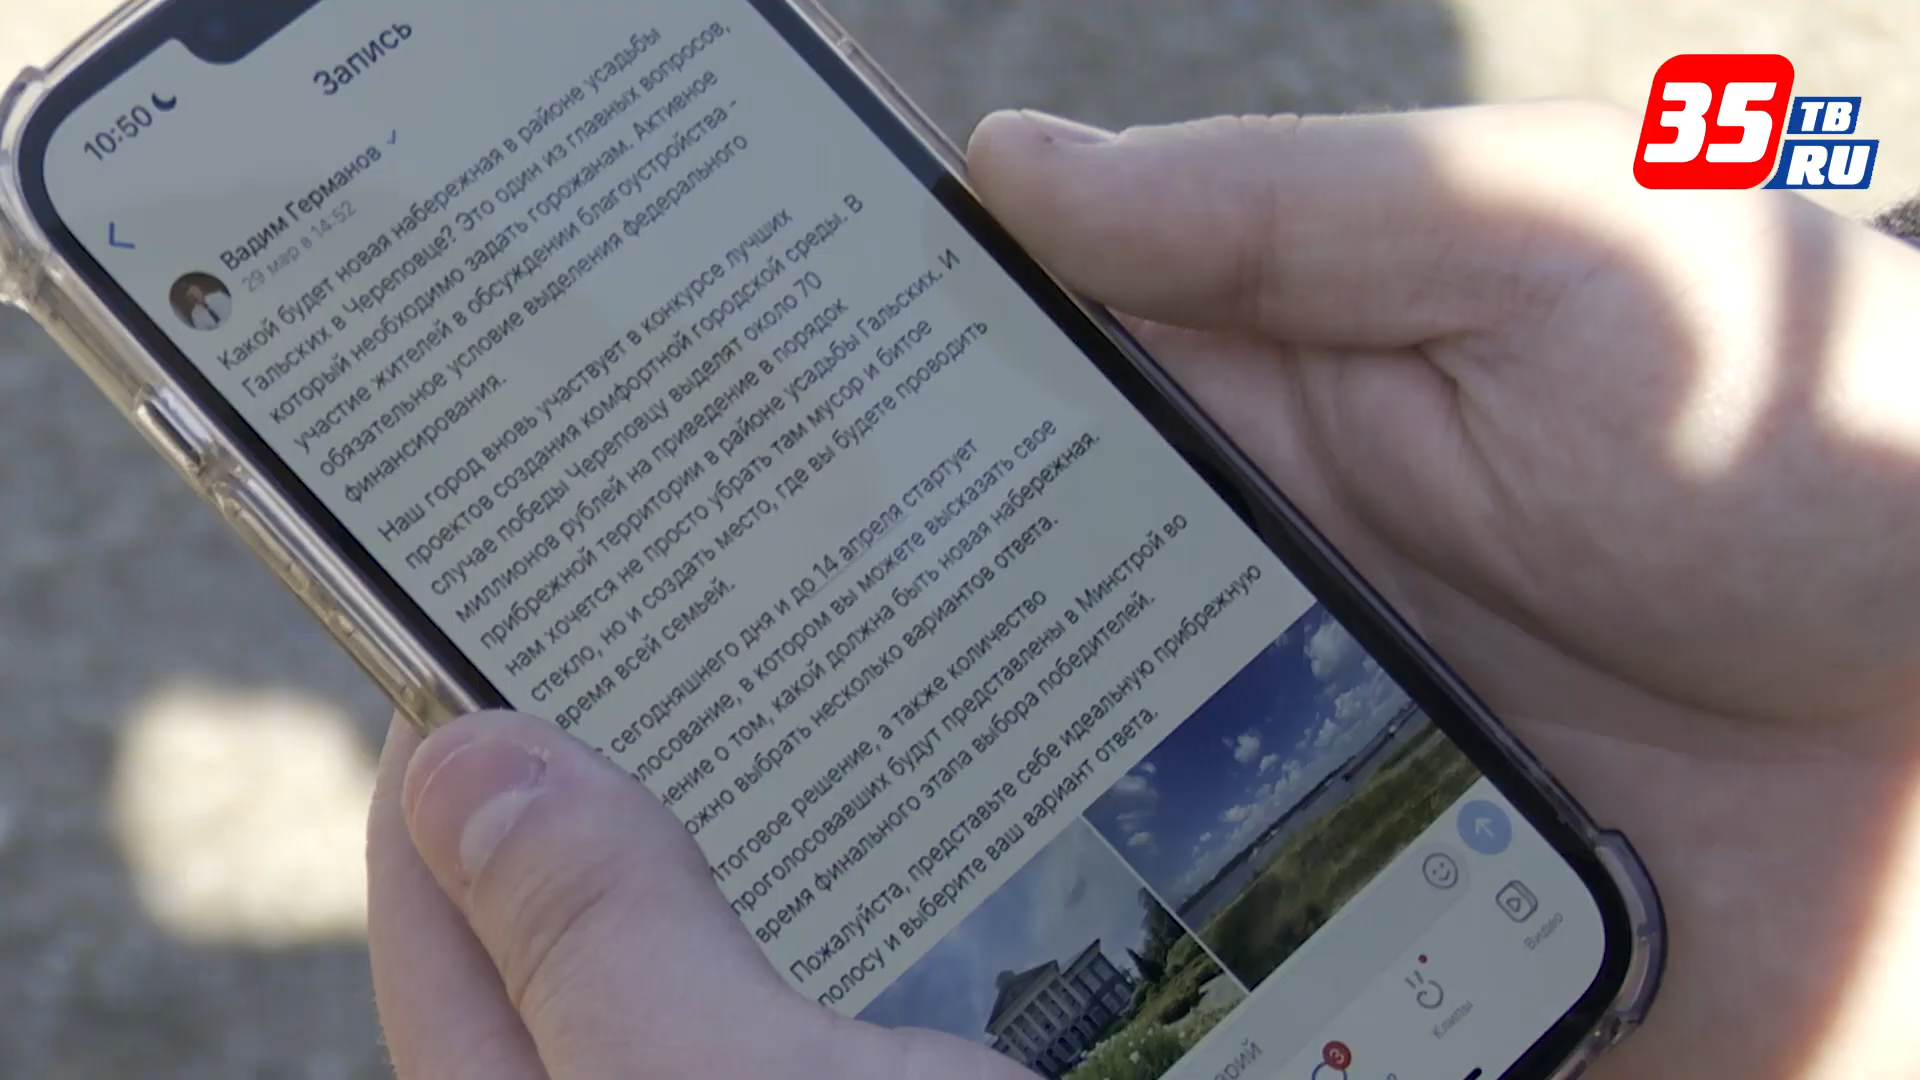 10:50
Запись
Вадим Германов
29 мар в 14:52
Какой будет новая набережная в районе усадьбы
Гальских в Череповце? Это один из главных вопросов,
который необходимо задать горожанам. Активное
участие жителей в обсуждении благоустройства -
обязательное условие выделения федерального
финансирования.
Наш город вновь участвует в конкурсе лучших
проектов создания комфортной городской среды. В
случае победы Череповцу выделят около 70
миллионов рублей на приведение в порядок
прибрежной территории в районе усадьбы Гальских. И
нам хочется не просто убрать там мусор и битое
стекло, но и создать место, где вы будете проводить
время всей семьей.
сегодняшнего дня и до 14 апреля стартует
лосование, в котором вы можете высказать свое
нение о том, какой должна быть новая набережная.
ожно выбрать несколько вариантов ответа.
Итоговое решение, а также количество
проголосовавших будут представлены в Минстрой во
время финального этапа выбора победителей.
Пожалуйста, представьте себе идеальную прибрежную
полосу и выберите ваш вариант ответа.
Видео
Клипы
3
арий
35
ТВ
RU